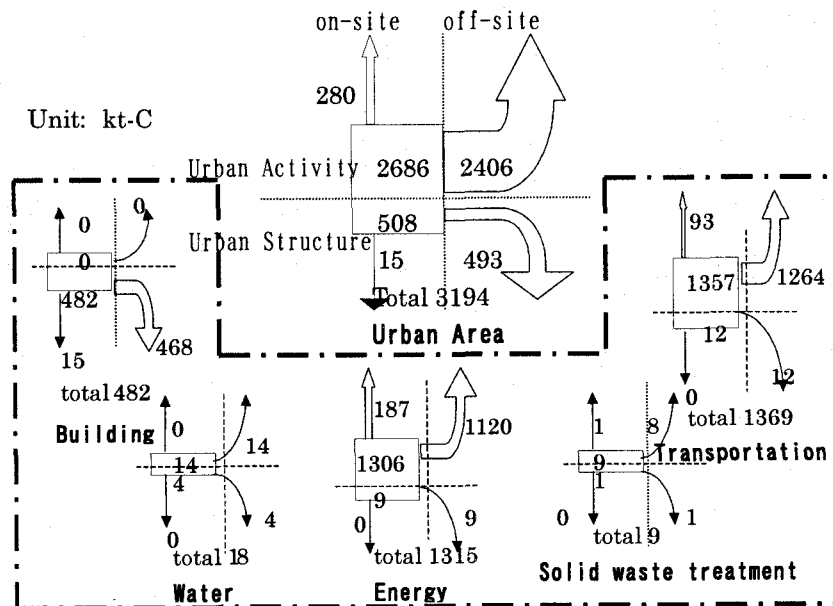 on-site off-site
280
Unit: kt-C
Urban Activity 2686 2406
508
Urban Structure 15 493
Total 3194
Urban Area
0 0
0
482
15 468
total 482
Building
93
1357 1264
12
0 12
total 1369
Transportation
0 14
14
4
0 4
total 18
Water
187 1120
1306
9
0 9
total 1315
Energy
1 8
9
1
0 1
total 9
Solid waste treatment